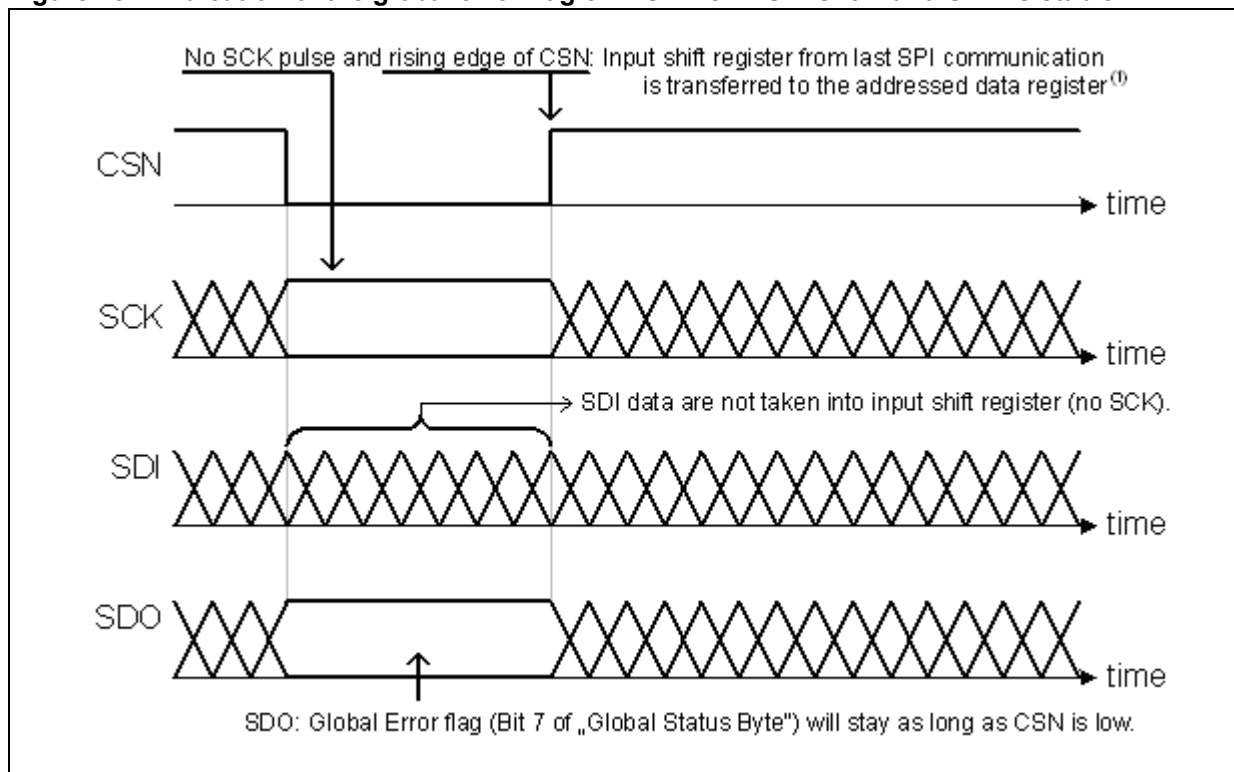 No SCK pulse and rising edge of CSN: Input shift register from last SPI communication
is transferred to the addressed data register(1)
CSN
time
SCK
time
SDI data are not taken into input shift register (no SCK).
SDI
time
SDO
time
SDO: Global Error flag (Bit 7 of „Global Status Byte") will stay as long as CSN is low.